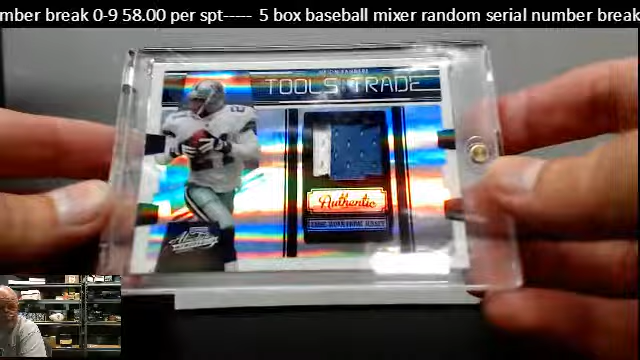 mber break 0-9 58.00 per spt----- 5 box baseball mixer random serial number break
TOOLS TRADE
Authentic
Absolute